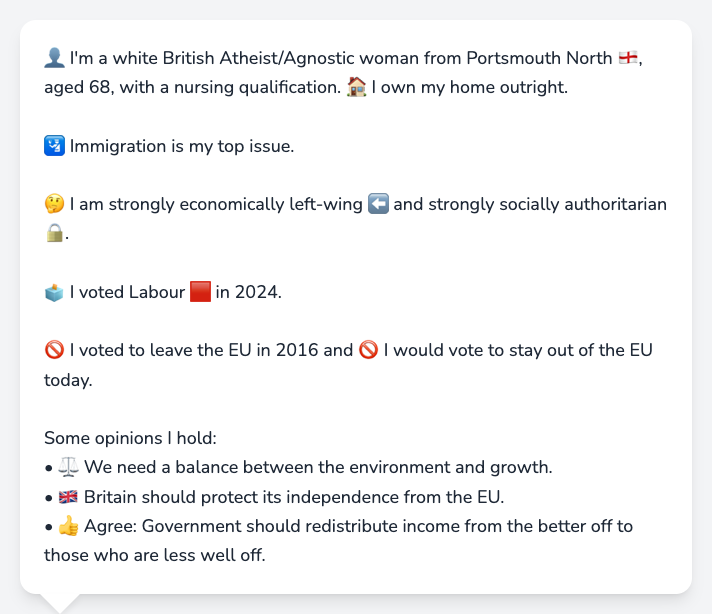 👤 I'm a white British Atheist/Agnostic woman from Portsmouth North 🏴󠁧󠁢󠁥󠁮󠁧󠁿,
aged 68, with a nursing qualification. 🏠 I own my home outright.
🛂 Immigration is my top issue.
🤔 I am strongly economically left-wing ⬅️ and strongly socially authoritarian
🔒.
🗳️ I voted Labour 🟥 in 2024.
🚫 I voted to leave the EU in 2016 and 🚫 I would vote to stay out of the EU
today.
Some opinions I hold:
• ⚖️ We need a balance between the environment and growth.
• 🇬🇧 Britain should protect its independence from the EU.
• 👍 Agree: Government should redistribute income from the better off to
those who are less well off.